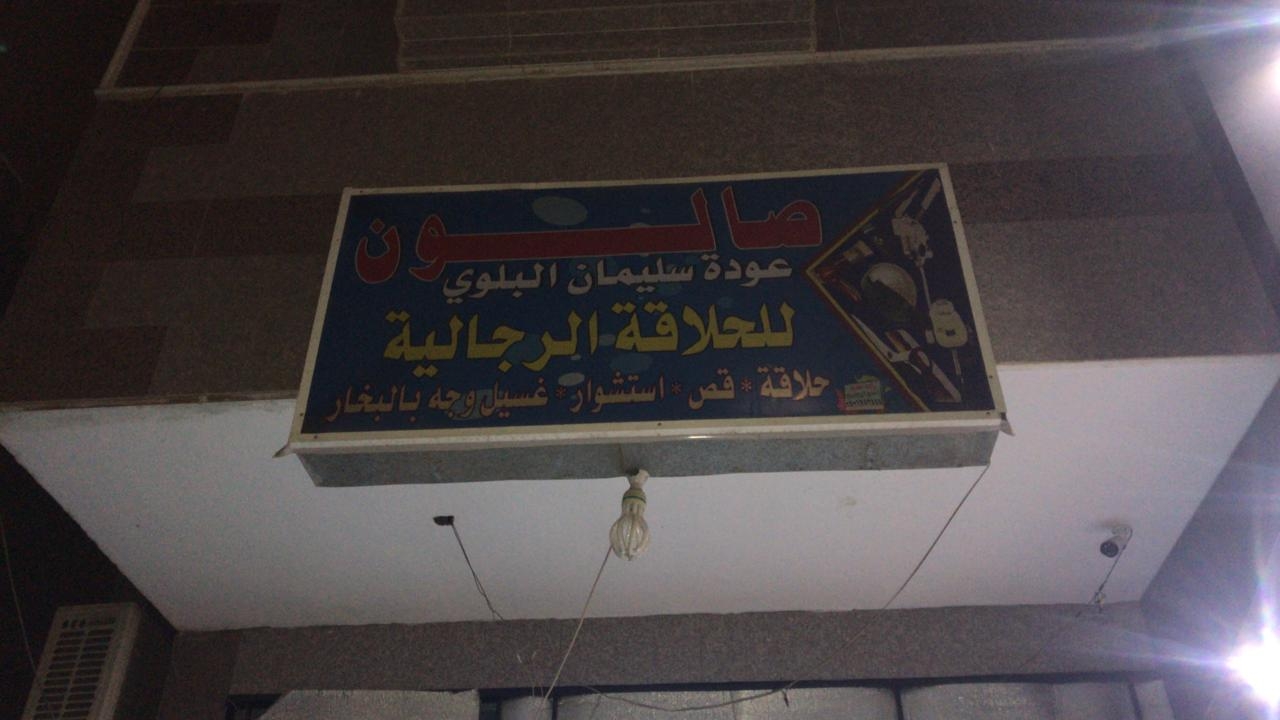 صالون
عودة سليمان البلوي
للحلاقة الرجالية
حلاقة * قص * استشوار * غسيل وجه بالبخار